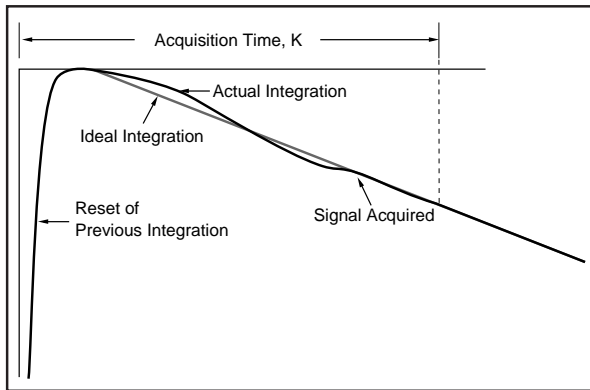 Acquisition Time, K
Actual Integration
Ideal Integration
Reset of
Previous Integration
Signal Acquired